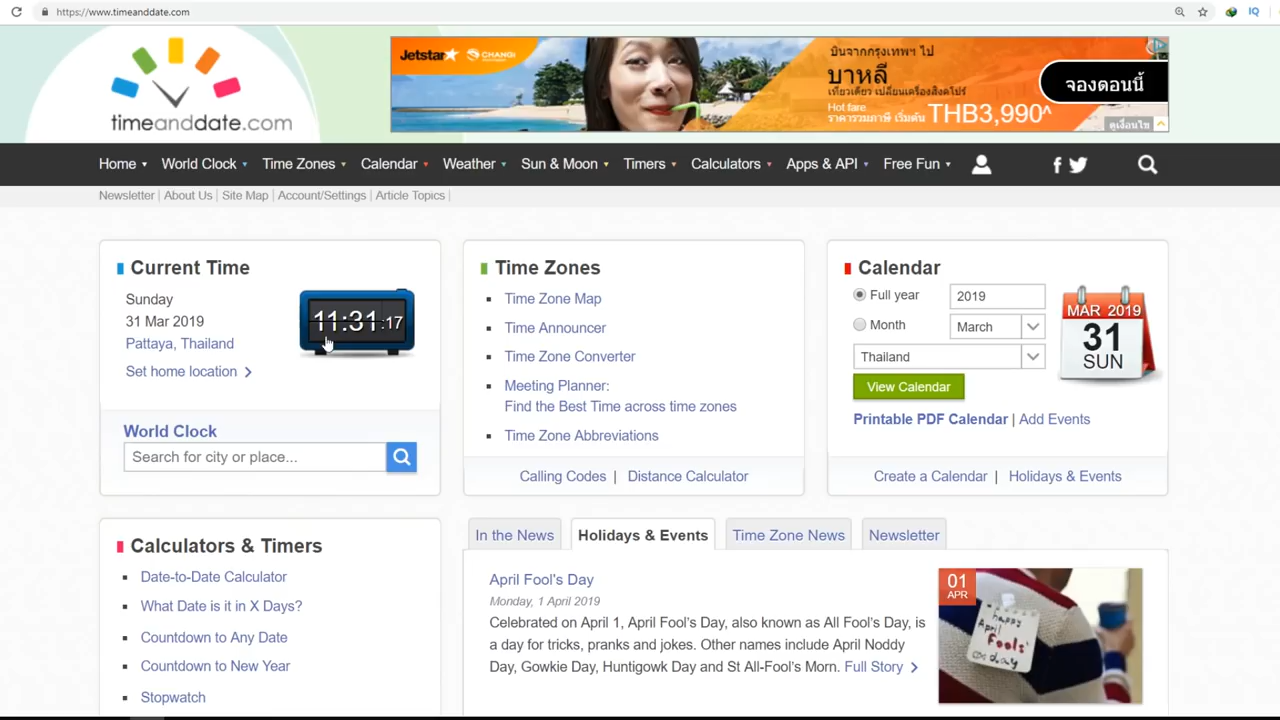 https://www.timeanddate.com
IQ
timeanddate.com
Jetstar CHANGI
บินจากกรุงเทพฯ ไป
บาหลี
เที่ยวเดียว เปลี่ยนเครื่องสิงคโปร์
Hot fare
ราคารวมภาษี เริ่มต้น THB3,990^
จองตอนนี้
ดูเงื่อนไข
Home World Clock Time Zones Calendar Weather Sun & Moon Timers Calculators Apps & API Free Fun
Newsletter | About Us | Site Map | Account/Settings | Article Topics |
Current Time
Sunday
31 Mar 2019
Pattaya, Thailand
Set home location
11:31:17
World Clock
Search for city or place...
Time Zones
Time Zone Map
Time Announcer
Time Zone Converter
Meeting Planner:
Find the Best Time across time zones
Time Zone Abbreviations
Calling Codes | Distance Calculator
Calendar
Full year 2019
Month March
Thailand
View Calendar
MAR 2019
31
SUN
Printable PDF Calendar | Add Events
Create a Calendar | Holidays & Events
Calculators & Timers
Date-to-Date Calculator
What Date is it in X Days?
Countdown to Any Date
Countdown to New Year
Stopwatch
In the News Holidays & Events Time Zone News Newsletter
April Fool's Day
Monday, 1 April 2019
Celebrated on April 1, April Fool's Day, also known as All Fool's Day, is
a day for tricks, pranks and jokes. Other names include April Noddy
Day, Gowkie Day, Huntigowk Day and St All-Fool's Morn. Full Story
01
APR
happy
April
Fools'
day